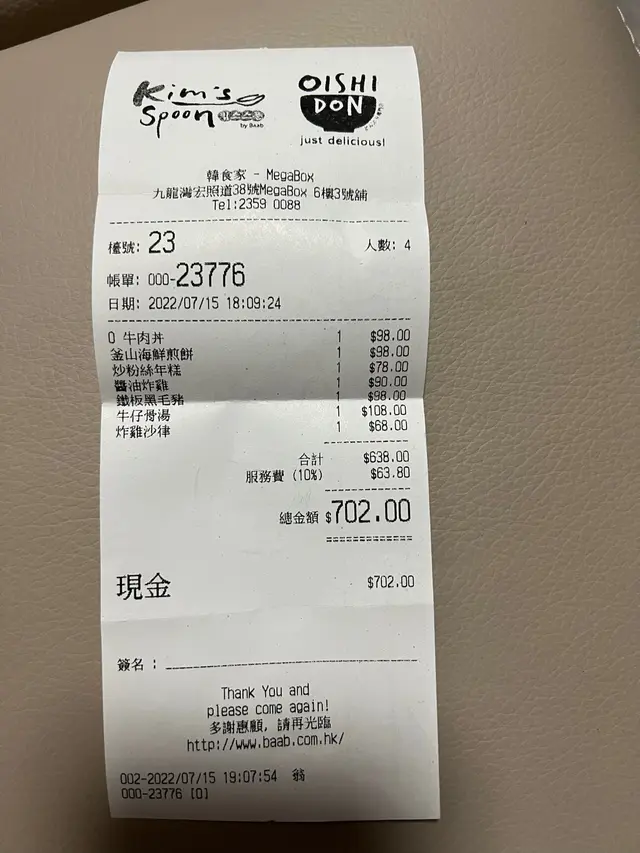 Kim's Spoon
by Baab
OISHI DON
just delicious!
韓食家 - MegaBox
九龍灣宏照道38號MegaBox 6樓3號舖
Tel:2359 0088
檯號: 23 人數: 4
帳單: 000-23776
日期: 2022/07/15 18:09:24
O 牛肉丼 1 $98.00
釜山海鮮煎餅 1 $98.00
炒粉絲年糕 1 $78.00
醬油炸雞 1 $90.00
鐵板黑毛豬 1 $98.00
牛仔骨湯 1 $108.00
炸雞沙律 1 $68.00
合計 $638.00
服務費 (10%) $63.80
總金額 $702.00
現金 $702.00
簽名 :
Thank You and
please come again!
多謝惠顧, 請再光臨
http://www.baab.com.hk/
002-2022/07/15 19:07:54 翁
000-23776 [0]